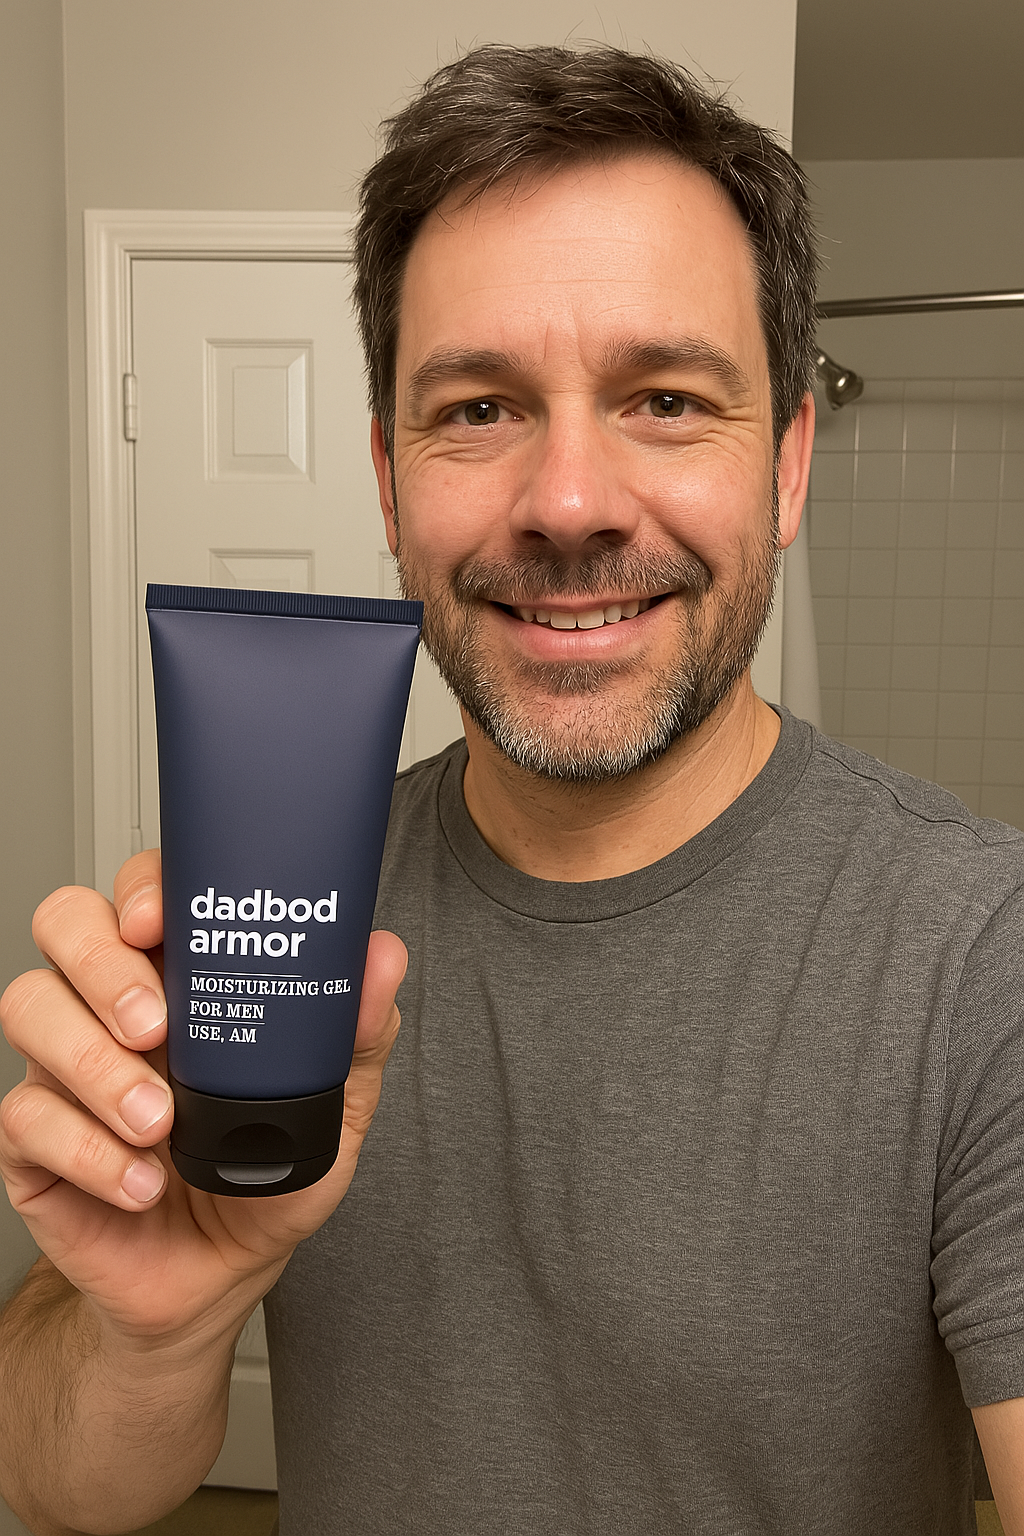 dadbod
armor
MOISTURIZING GEL
FOR MEN
USE, AM